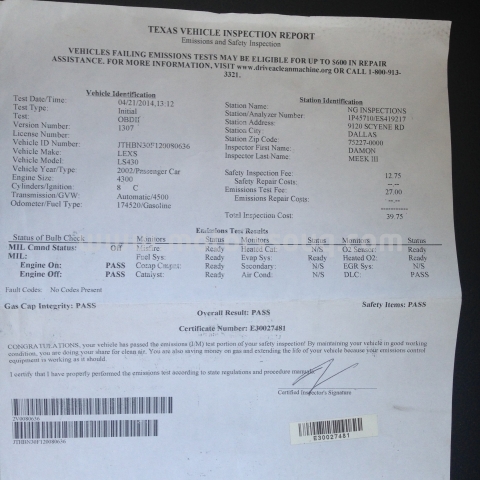 TEXAS VEHICLE INSPECTION REPORT
Emissions and Safety Inspection
VEHICLES FAILING EMISSIONS TESTS MAY BE ELIGIBLE FOR UP TO $600 IN REPAIR
ASSISTANCE. FOR MORE INFORMATION, VISIT www.driveacleanmachine.org OR CALL 1-800-913-
3321.
Vehicle Identification
Test Date/Time: 04/21/2014,13:12
Test Type: Initial
Test: OBDII
Version Number: 1307
License Number:
Vehicle ID Number: JTHBN30F120080636
Vehicle Make: LEXS
Vehicle Model: LS430
Vehicle Year/Type: 2002/Passenger Car
Engine Size: 4300
Cylinders/Ignition: 8 C
Transmission/GVW: Automatic/4500
Odometer/Fuel Type: 174520/Gasoline
Station Identification
Station Name: NG INSPECTIONS
Station/Analyzer Number: 1P45710/ES419217
Station Address: 9120 SCYENE RD
Station City: DALLAS
Station Zip Code: 75227-0000
Inspector First Name: DAMON
Inspector Last Name: MEEK III
Safety Inspection Fee: 12.75
Safety Repair Costs: --.--
Emissions Test Fee: 27.00
Emissions Repair Costs: --.--
Total Inspection Cost: 39.75
Emissions Test Results
Status of Bulb Check Monitors Status Monitors Status Monitors Status
MIL Cmnd Status: Off Misfire Ready Heated Cat: N/S O2 Sensor: Ready
MIL: Fuel Sys: Ready Evap Sys: Ready Heated O2: Ready
Engine On: PASS Comp Cmpnt: Ready Secondary: N/S EGR Sys: N/S
Engine Off: PASS Catalyst: Ready Air Cond: N/S DLC: PASS
Fault Codes: No Codes Present
Gas Cap Integrity: PASS Safety Items: PASS
Overall Result: PASS
Certificate Number: E30027481
CONGRATULATIONS, your vehicle has passed the emissions (I/M) test portion of your safety inspection! By maintaining your vehicle in good working
condition, you are doing your share for clean air. You are also saving money on gas and extending the life of your vehicle because your emissions control
equipment is working as it should.
I certify that I have properly performed the emissions test according to state regulations and procedure
Certified Inspector's Signature
JTHBN30F120080636
E30027481